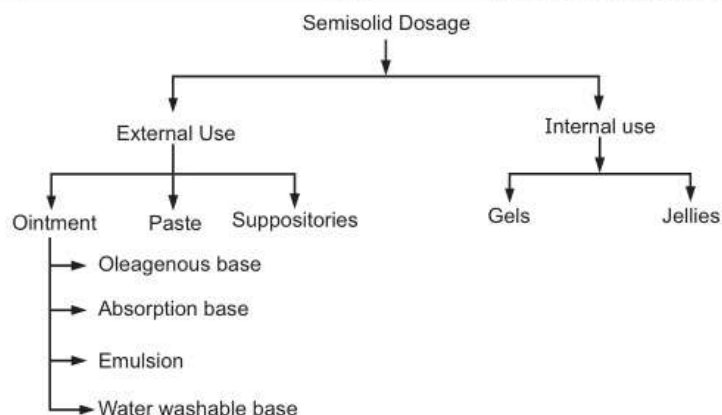 Semisolid Dosage
External Use
Internal use
Ointment
Paste
Suppositories
Gels
Jellies
Oleagenous base
Absorption base
Emulsion
Water washable base